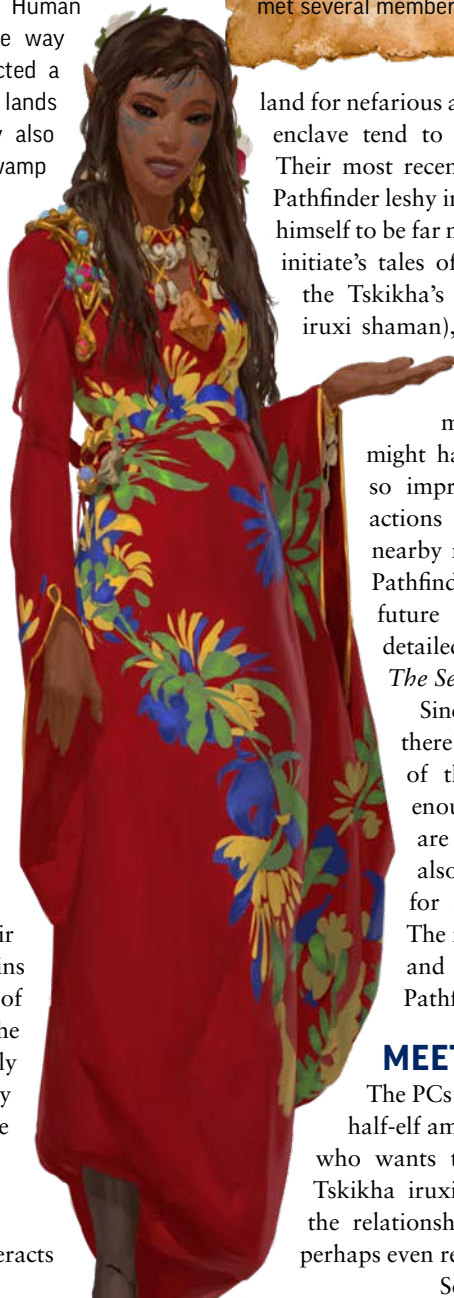 Human
e way
cted a
lands
y also
vamp
ir
ins
of
he
ly
y
e
eracts
met several member
land for nefarious a
enclave tend to
Their most recen
Pathfinder leshy in
himself to be far m
initiate's tales of
the Tskikha's
iruxi shaman),
m
might ha
so impr
actions
nearby r
Pathfind
future
detailed
The Se
Sinc
there
of th
enou
are
also
for
The i
and
Pathf
MEET
The PCs
half-elf am
who wants t
Tskikha iruxi
the relationsh
perhaps even re
So